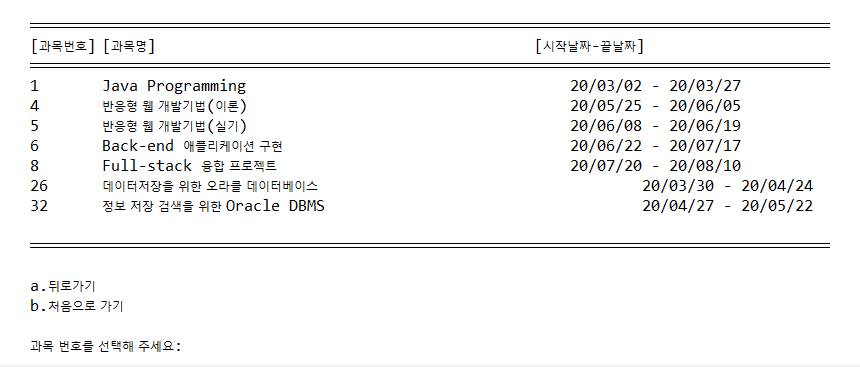 [과목번호] [과목명] [시작날짜-끝날짜]
1 Java Programming 20/03/02 - 20/03/27
4 반응형 웹 개발기법(이론) 20/05/25 - 20/06/05
5 반응형 웹 개발기법(실기) 20/06/08 - 20/06/19
6 Back-end 애플리케이션 구현 20/06/22 - 20/07/17
8 Full-stack 융합 프로젝트 20/07/20 - 20/08/10
26 데이터저장을 위한 오라클 데이터베이스 20/03/30 - 20/04/24
32 정보 저장 검색을 위한 Oracle DBMS 20/04/27 - 20/05/22
a.뒤로가기
b.처음으로 가기
과목 번호를 선택해 주세요: